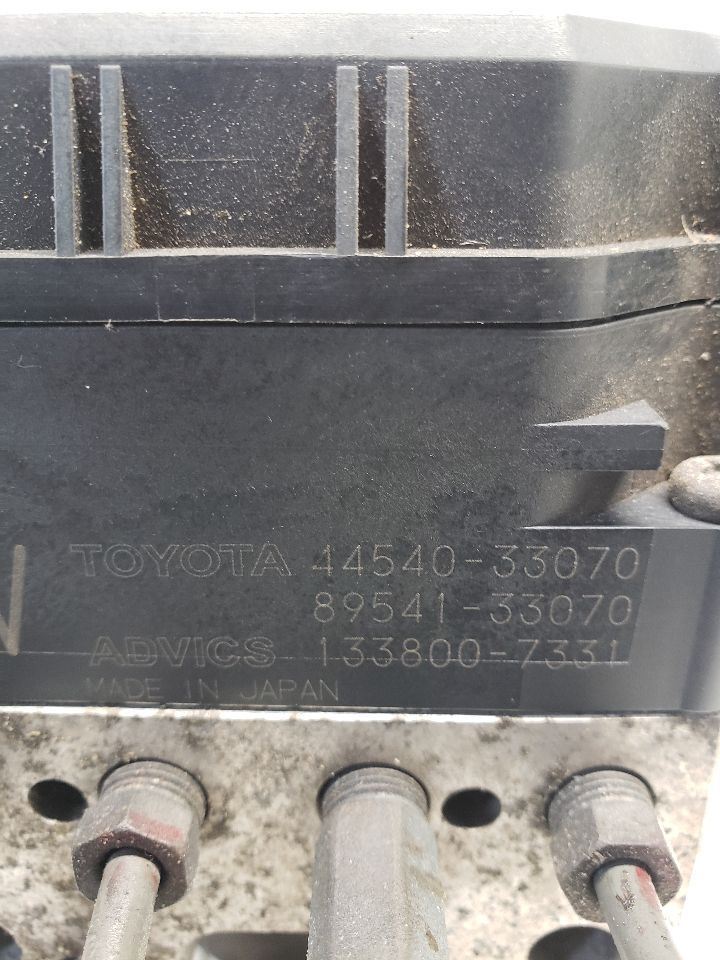 N TOYOTA 44540-33070
89541-33070
ADVICS 133800-7331
MADE IN JAPAN